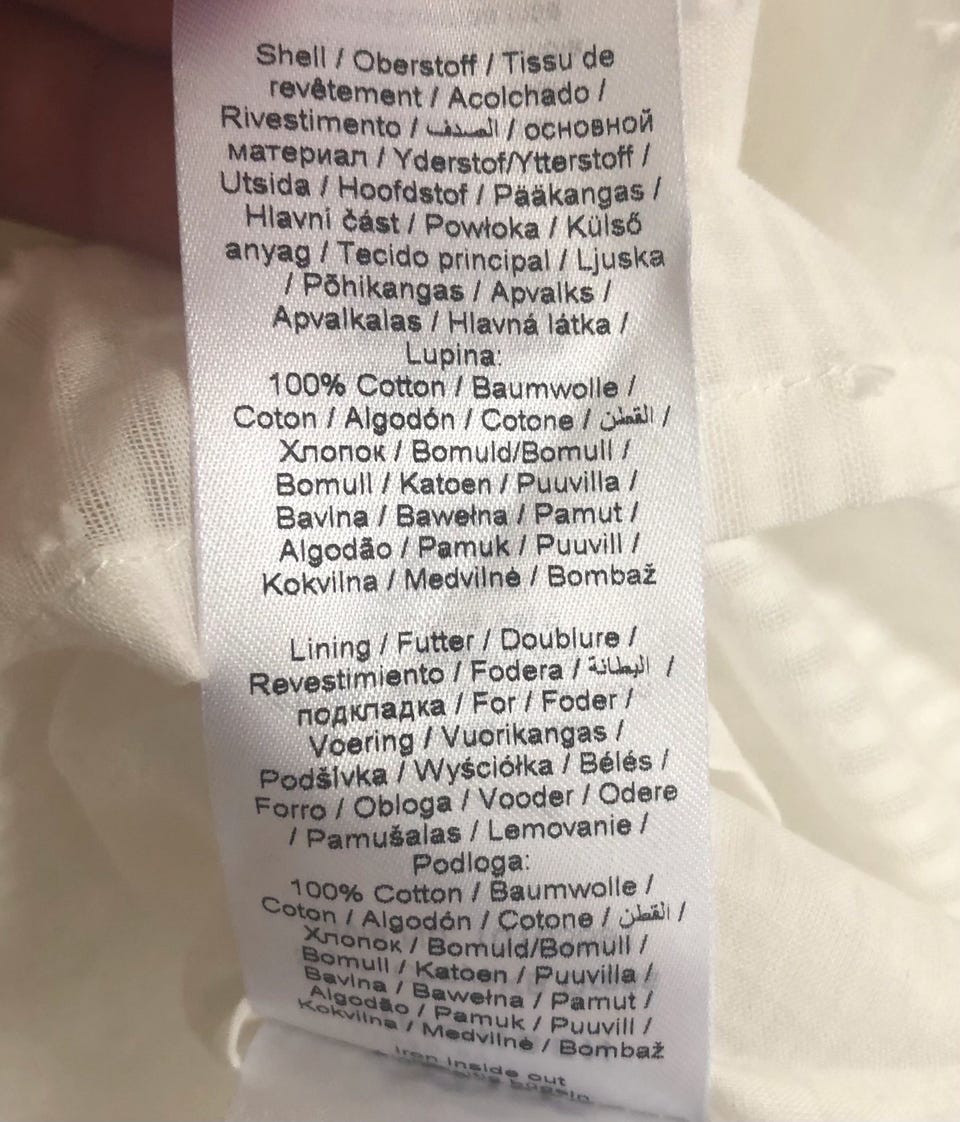 Shell / Oberstoff / Tissu de
revêtement / Acolchado /
Rivestimento / الصدف / основной
материал / Yderstof/Ytterstoff /
Utsida / Hoofdstof / Pääkangas /
Hlavní část / Powłoka / Külső
anyag / Tecido principal / Ljuska
/ Põhikangas / Apvalks /
Apvalkalas / Hlavná látka /
Lupina:
100% Cotton / Baumwolle /
Coton / Algodón / Cotone / القطن /
Хлопок / Bomuld/Bomull /
Bomull / Katoen / Puuvilla /
Bavlna / Bawełna / Pamut /
Algodão / Pamuk / Puuvill /
Kokvilna / Medvilnė / Bombaž
Lining / Futter / Doublure /
Revestimiento / Fodera / البطانة /
подкладка / For / Foder /
Voering / Vuorikangas /
Podšívka / Wyściółka / Bélés /
Forro / Obloga / Vooder / Odere
/ Pamušalas / Lemovanie /
Podloga:
100% Cotton / Baumwolle /
Coton / Algodón / Cotone / القطن /
Хлопок / Bomuld/Bomull /
Bomull / Katoen / Puuvilla /
Bavlna / Bawełna / Pamut /
Algodão / Pamuk / Puuvill /
Kokvilna / Medvilnė / Bombaž
Iron inside out